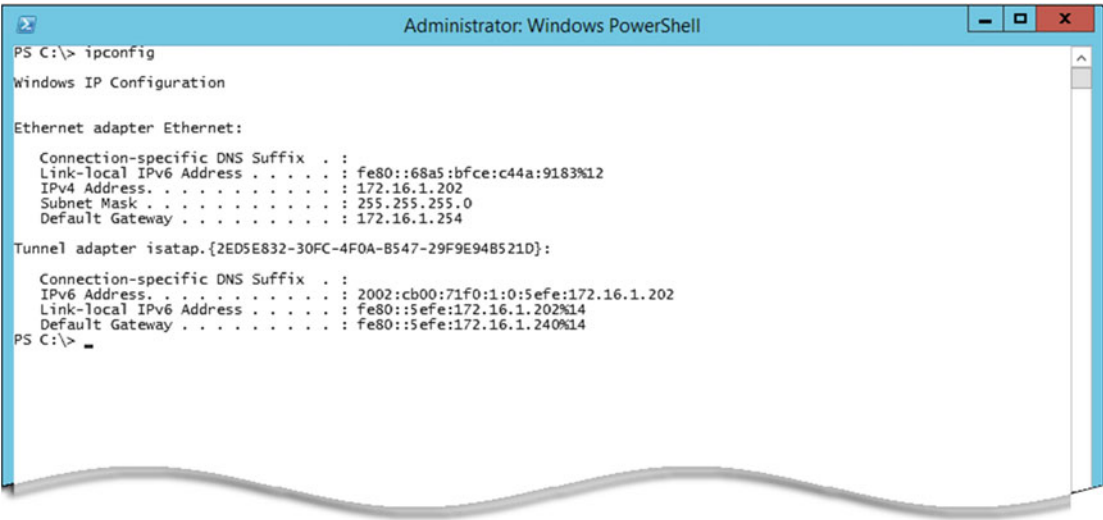 Administrator: Windows PowerShell
PS C:\> ipconfig
Windows IP Configuration
Ethernet adapter Ethernet:
Connection-specific DNS Suffix . :
Link-local IPv6 Address . . . . . : fe80::68a5:bfce:c44a:9183%12
IPv4 Address. . . . . . . . . . . : 172.16.1.202
Subnet Mask . . . . . . . . . . . : 255.255.255.0
Default Gateway . . . . . . . . . : 172.16.1.254
Tunnel adapter isatap.{2ED5E832-30FC-4F0A-B547-29F9E94B521D}:
Connection-specific DNS Suffix . :
IPv6 Address. . . . . . . . . . . : 2002:cb00:71f0:1:0:5efe:172.16.1.202
Link-local IPv6 Address . . . . . : fe80::5efe:172.16.1.202%14
Default Gateway . . . . . . . . . : fe80::5efe:172.16.1.240%14
PS C:\> _